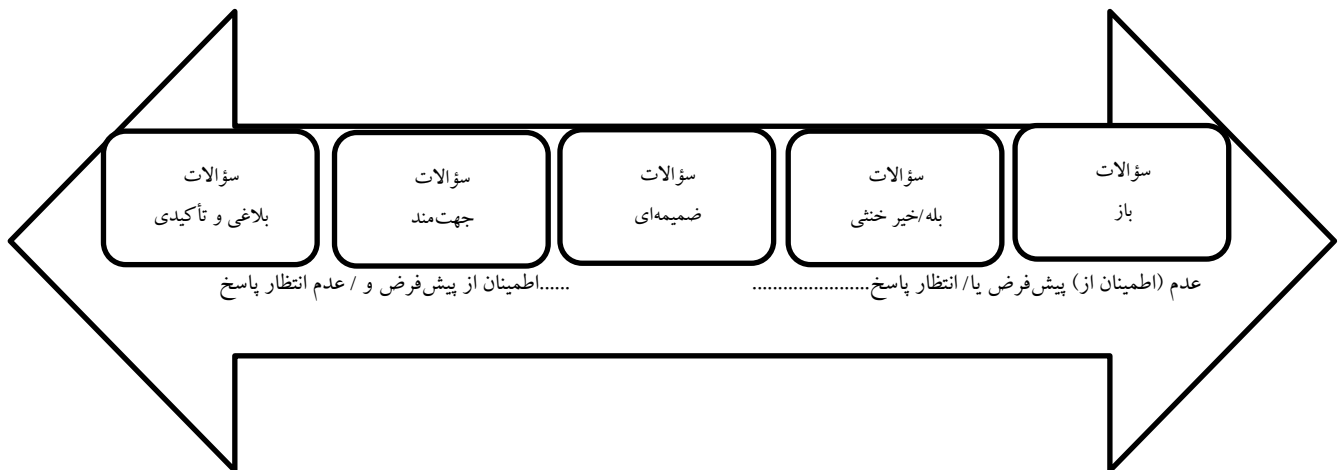 سؤالات
باز
سؤالات
بله/خیر خنثی
سؤالات
ضمیمه‌ای
سؤالات
جهت‌مند
سؤالات
بلاغی و تأکیدی
عدم (اطمینان از) پیش‌فرض یا/ انتظار پاسخ.......................
......اطمینان از پیش‌فرض و / عدم انتظار پاسخ